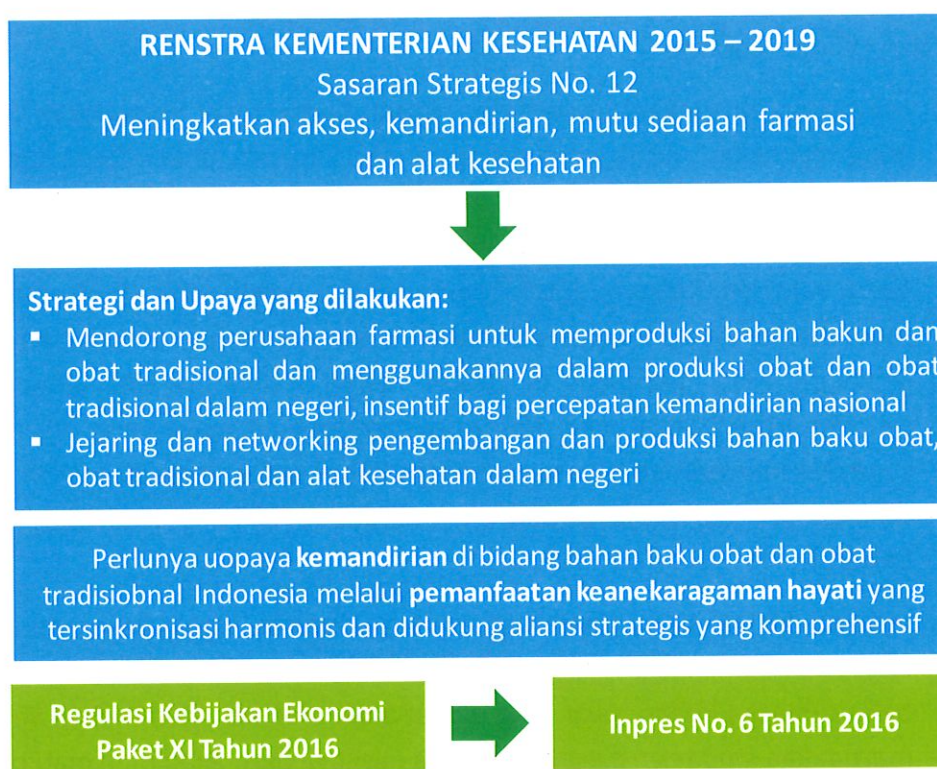 RENSTRA KEMENTERIAN KESEHATAN 2015 – 2019
Sasaran Strategis No. 12
Meningkatkan akses, kemandirian, mutu sediaan farmasi
dan alat kesehatan
Strategi dan Upaya yang dilakukan:
▪ Mendorong perusahaan farmasi untuk memproduksi bahan bakun dan
obat tradisional dan menggunakannya dalam produksi obat dan obat
tradisional dalam negeri, insentif bagi percepatan kemandirian nasional
▪ Jejaring dan networking pengembangan dan produksi bahan baku obat,
obat tradisional dan alat kesehatan dalam negeri
Perlunya uopaya kemandirian di bidang bahan baku obat dan obat
tradisiobnal Indonesia melalui pemanfaatan keanekaragaman hayati yang
tersinkronisasi harmonis dan didukung aliansi strategis yang komprehensif
Regulasi Kebijakan Ekonomi
Paket XI Tahun 2016
Inpres No. 6 Tahun 2016